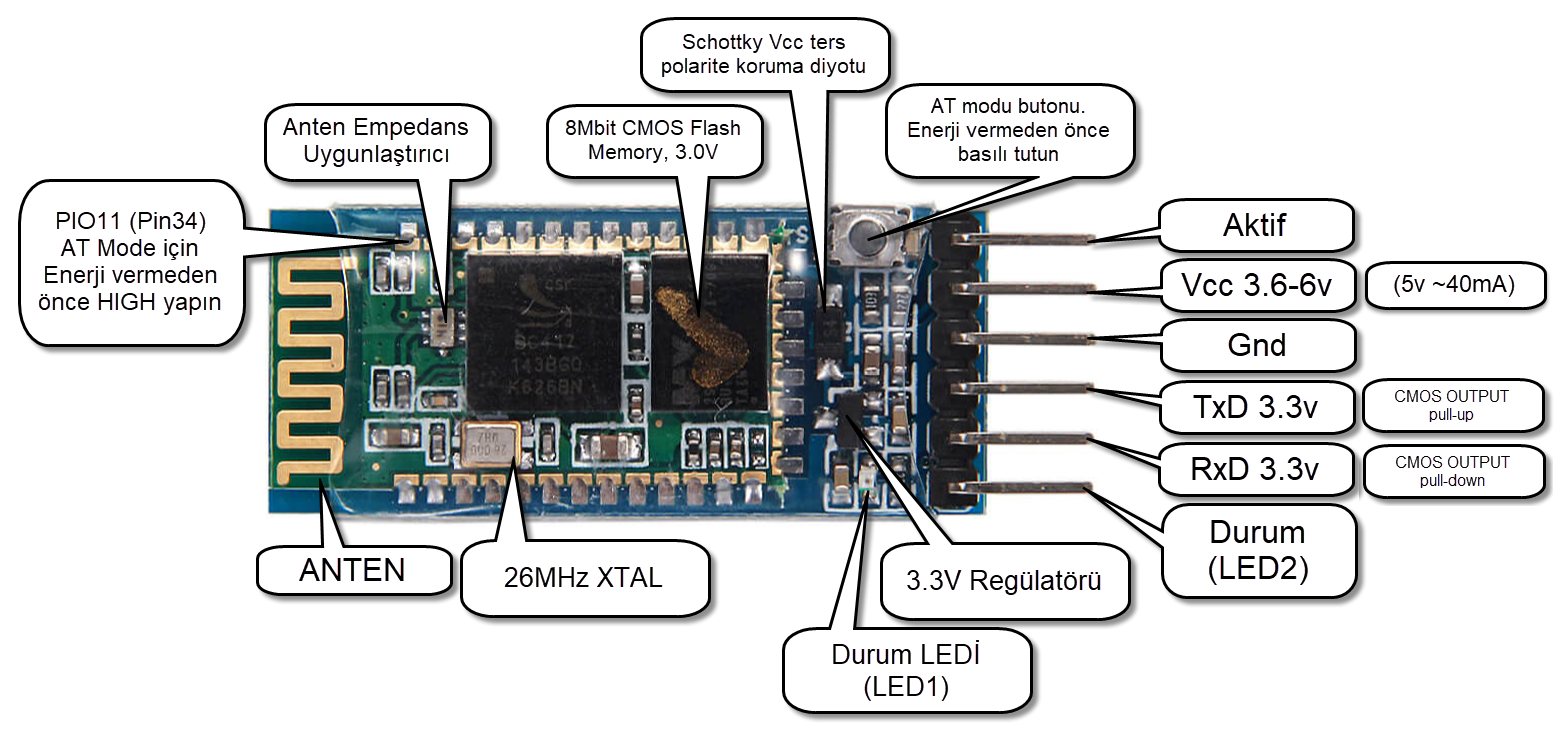 Schottky Vcc ters
polarite koruma diyotu
AT modu butonu.
Enerji vermeden önce
basılı tutun
Anten Empedans
Uygunlaştırıcı
8Mbit CMOS Flash
Memory, 3.0V
PIO11 (Pin34)
AT Mode için
Enerji vermeden
önce HIGH yapın
Aktif
Vcc 3.6-6v
(5v ~40mA)
Gnd
TxD 3.3v
CMOS OUTPUT
pull-up
RxD 3.3v
CMOS OUTPUT
pull-down
Durum
(LED2)
csr
T43B60
K626BN
26 000
ANTEN
26MHz XTAL
3.3V Regülatörü
Durum LEDİ
(LED1)